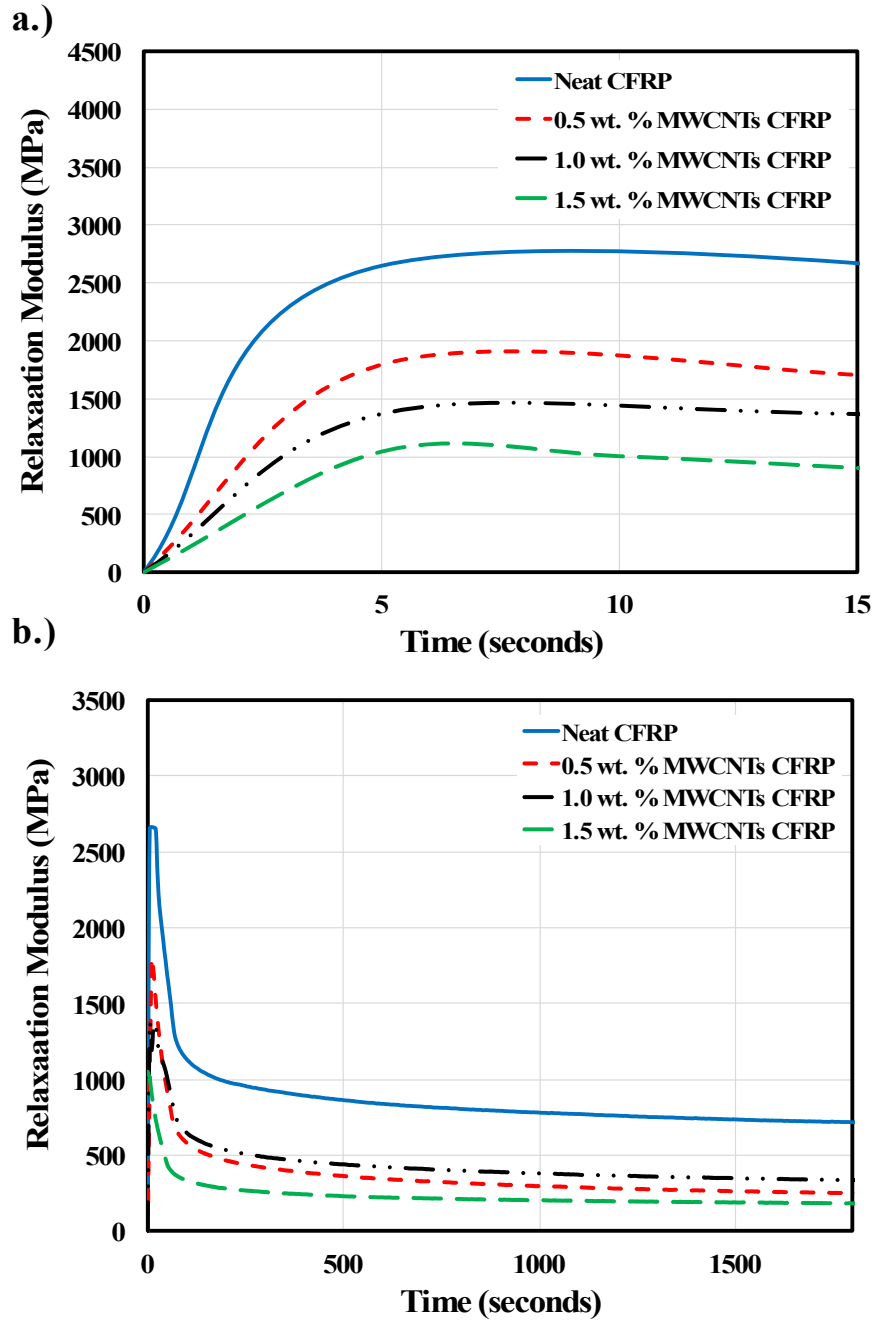 a.)
Relaxaation Modulus (MPa)
4500
4000
3500
3000
2500
2000
1500
1000
500
0
Neat CFRP
0.5 wt. % MWCNTs CFRP
1.0 wt. % MWCNTs CFRP
1.5 wt. % MWCNTs CFRP
0 5 10 15
Time (seconds)
b.)
Relaxaation Modulus (MPa)
3500
3000
2500
2000
1500
1000
500
0
Neat CFRP
0.5 wt. % MWCNTs CFRP
1.0 wt. % MWCNTs CFRP
1.5 wt. % MWCNTs CFRP
0 500 1000 1500
Time (seconds)